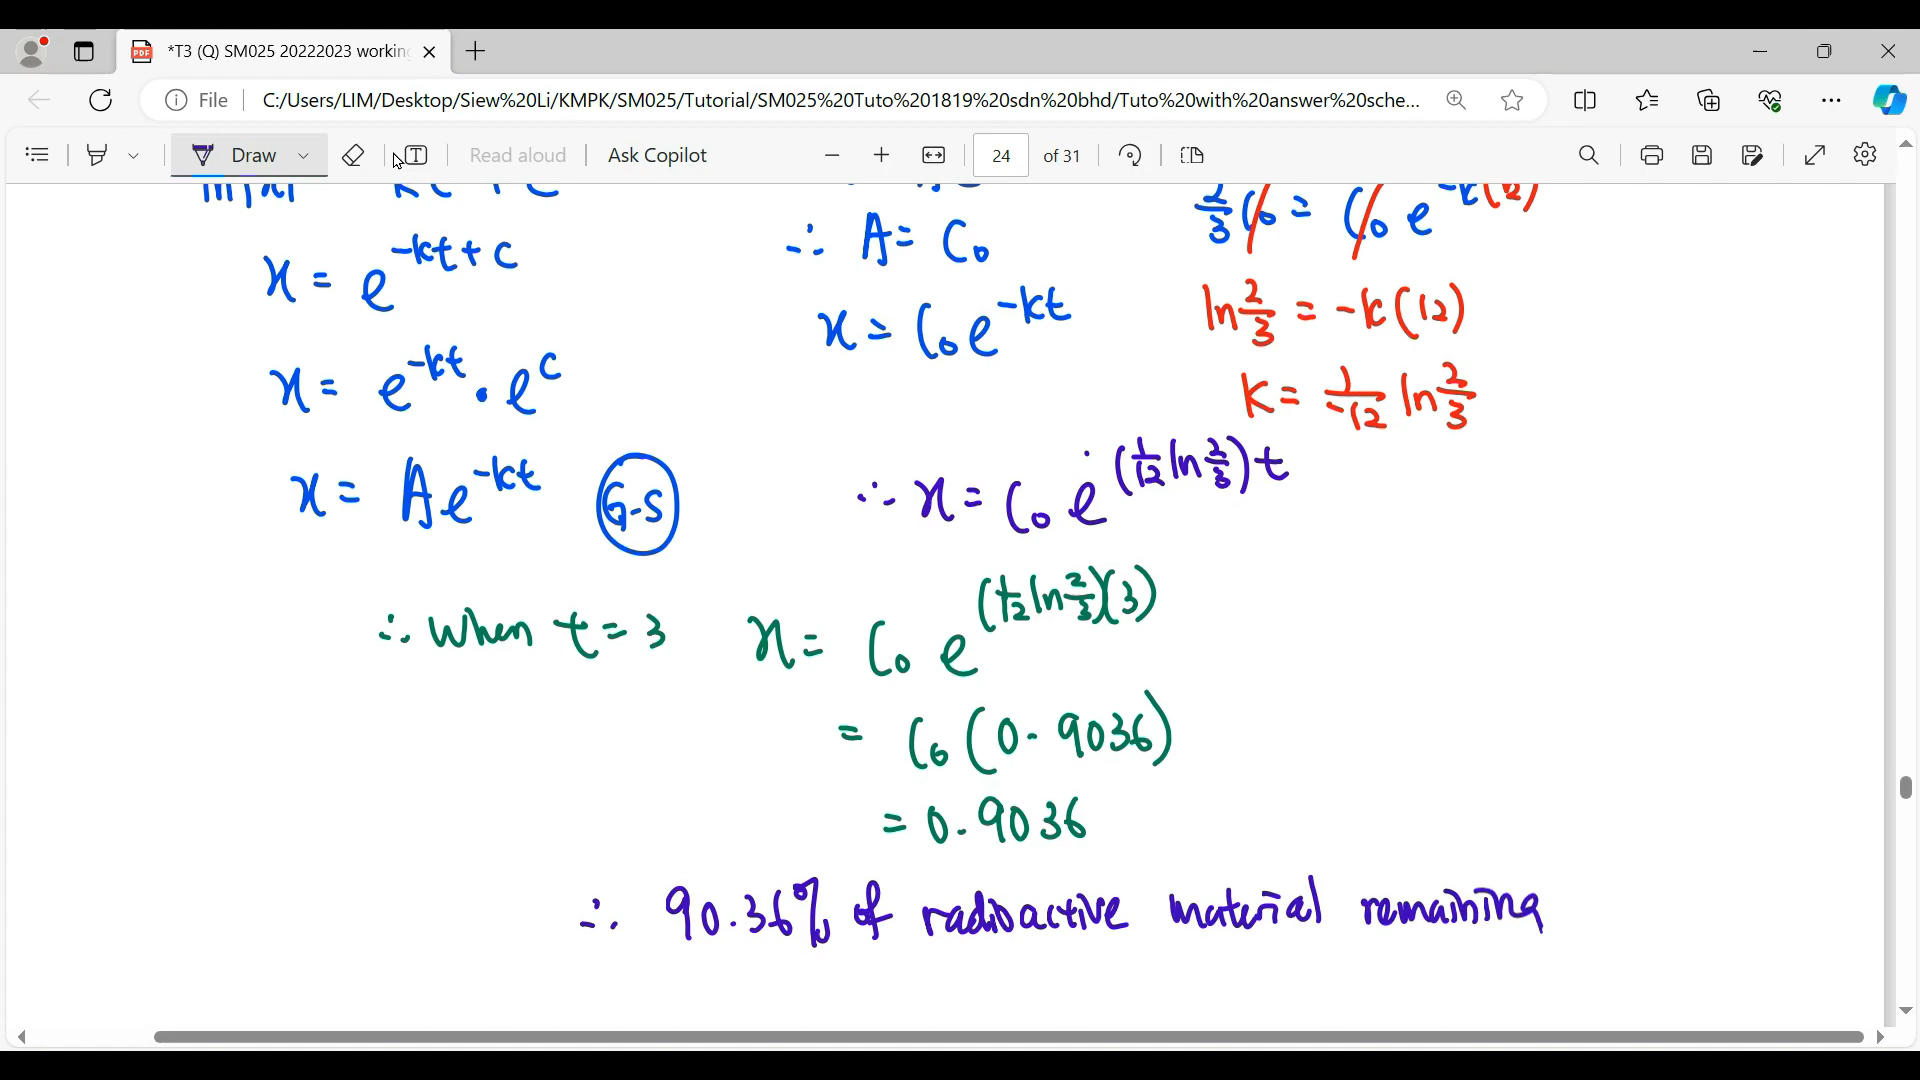 *T3 (Q) SM025 20222023 working
File
C:/Users/LIM/Desktop/Siew%20Li/KMPK/SM025/Tutorial/SM025%20Tuto%201819%20sdn%20bhd/Tuto%20with%20answer%20sche...
Draw
Read aloud
Ask Copilot
24 of 31
x = e^{-kt+c}
x = e^{-kt} · e^c
x = Ae^{-kt} G.S
∴ A = C₀
x = C₀e^{-kt}
2/3 C₀ = C₀ e^{-k(12)}
ln 2/3 = -k(12)
k = 1/-12 ln 2/3
∴ x = C₀ e^{(1/12 ln 2/3)t}
∴ When t = 3 x = C₀ e^{(1/12 ln 2/3)(3)}
= C₀(0.9036)
= 0.9036
∴ 90.36% of radioactive material remaining